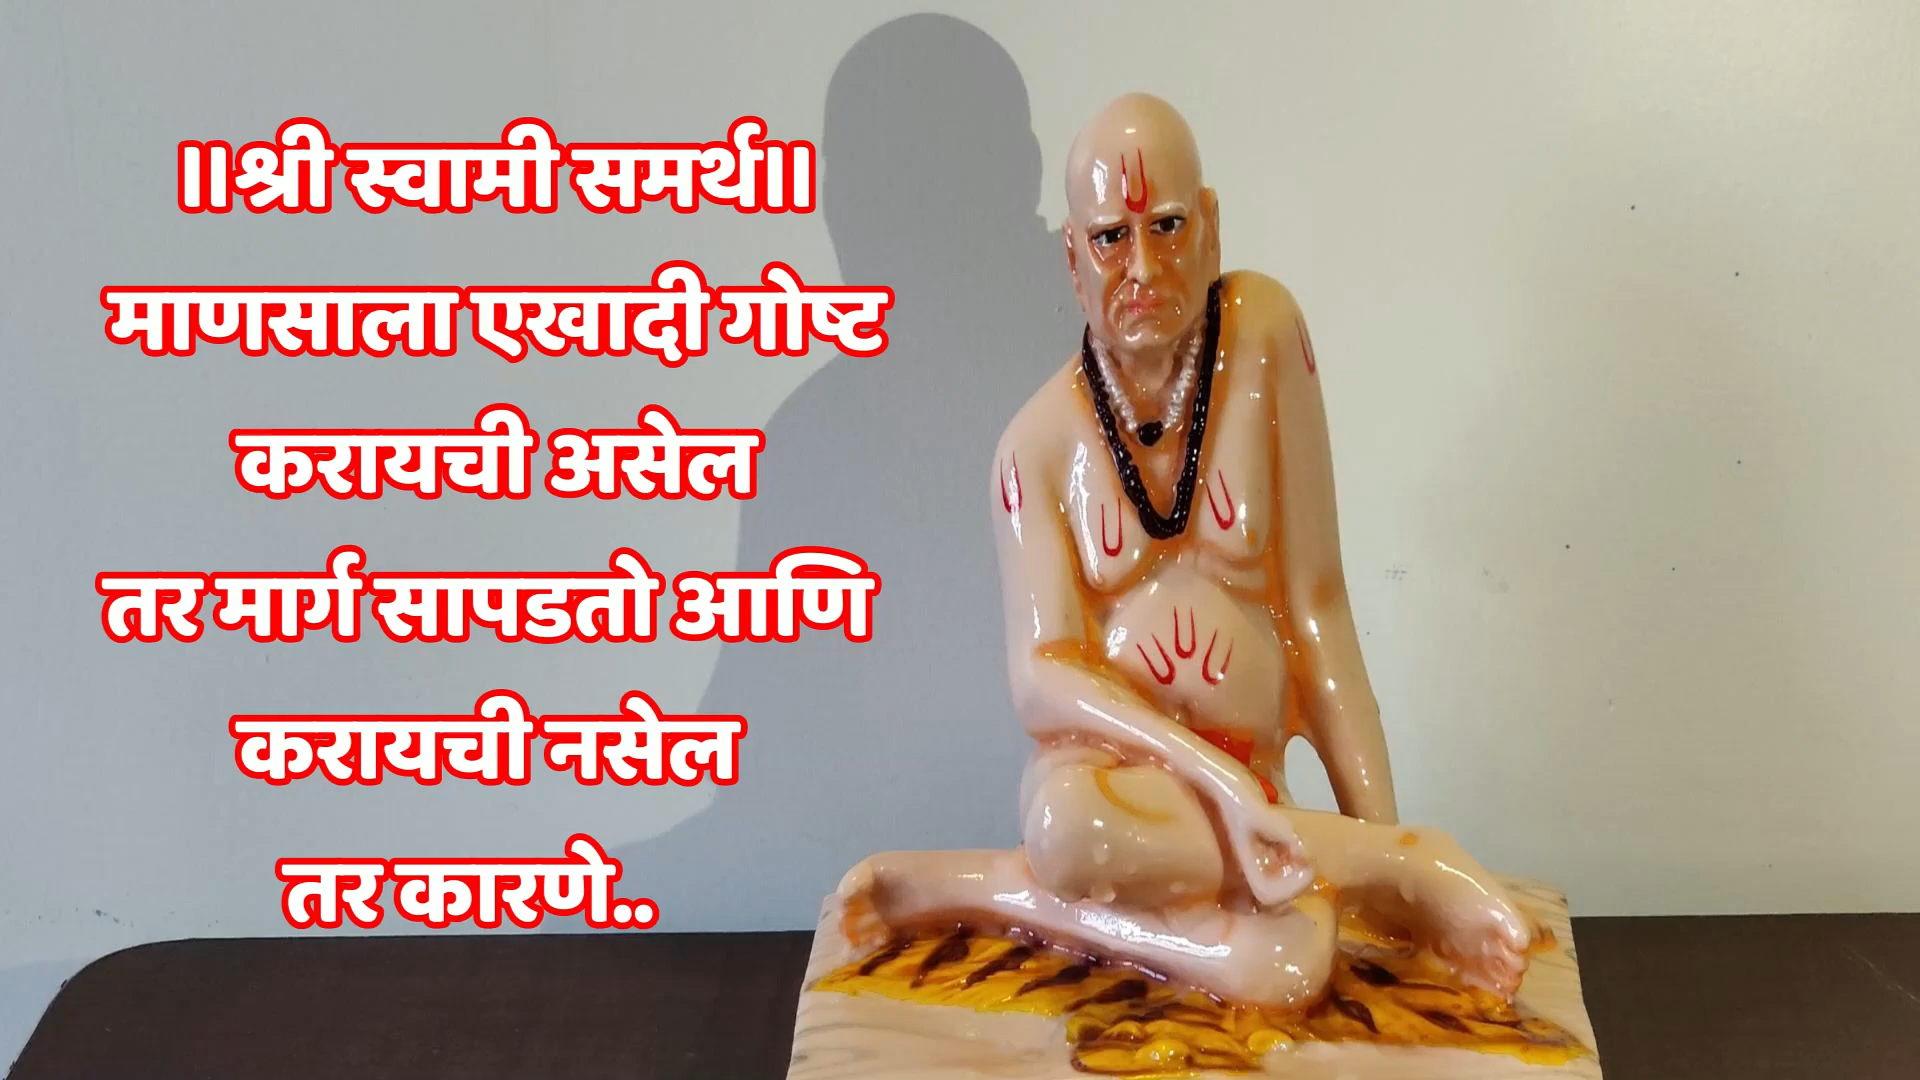 ॥श्री स्वामी समर्थ॥
माणसाला एखादी गोष्ट
करायची असेल
तर मार्ग सापडतो आणि
करायची नसेल
तर कारणे..